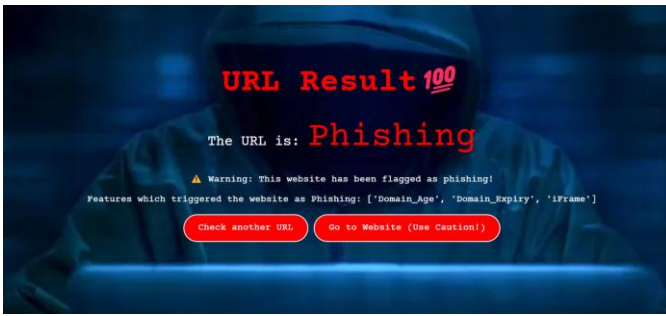 URL Result💯
The URL is: Phishing
⚠ Warning: This website has been flagged as phishing!
Features which triggered the website as Phishing: ['Domain_Age', 'Domain_Expiry', 'iFrame']
Check another URL Go to Website (Use Caution!)